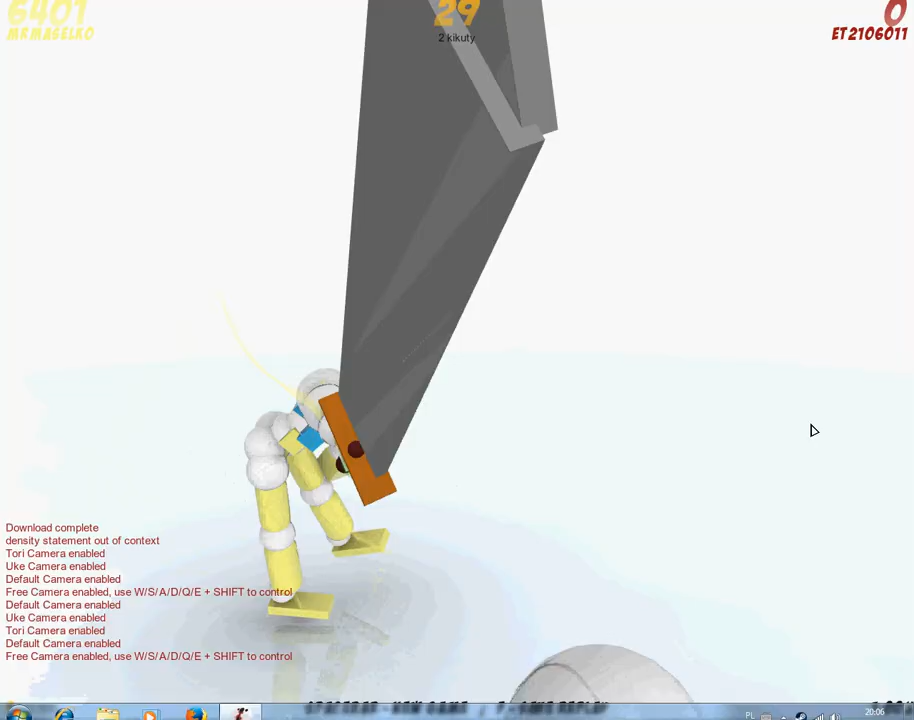 6401
MRMASELKO
29
2 kikuty
0
ET2106011
Download complete
density statement out of context
Tori Camera enabled
Uke Camera enabled
Default Camera enabled
Free Camera enabled, use W/S/A/D/Q/E + SHIFT to control
Default Camera enabled
Uke Camera enabled
Tori Camera enabled
Default Camera enabled
Free Camera enabled, use W/S/A/D/Q/E + SHIFT to control
PL
20:06